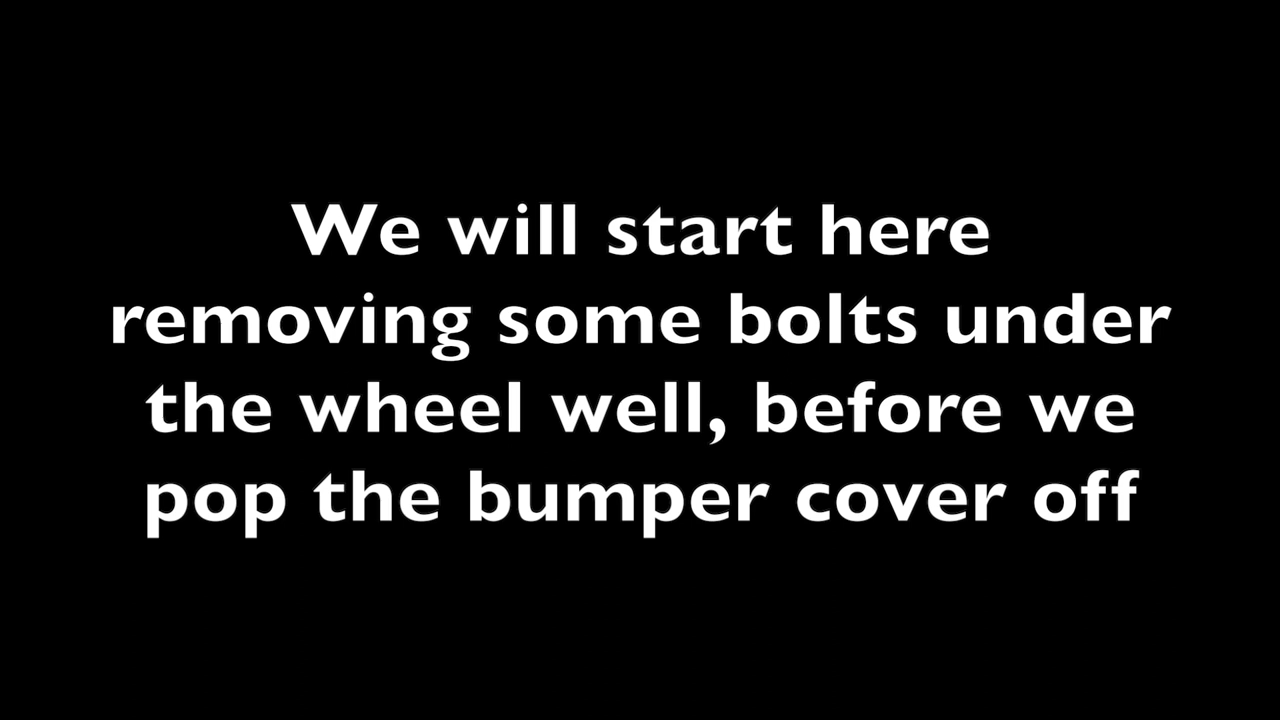 We will start here
removing some bolts under
the wheel well, before we
pop the bumper cover off